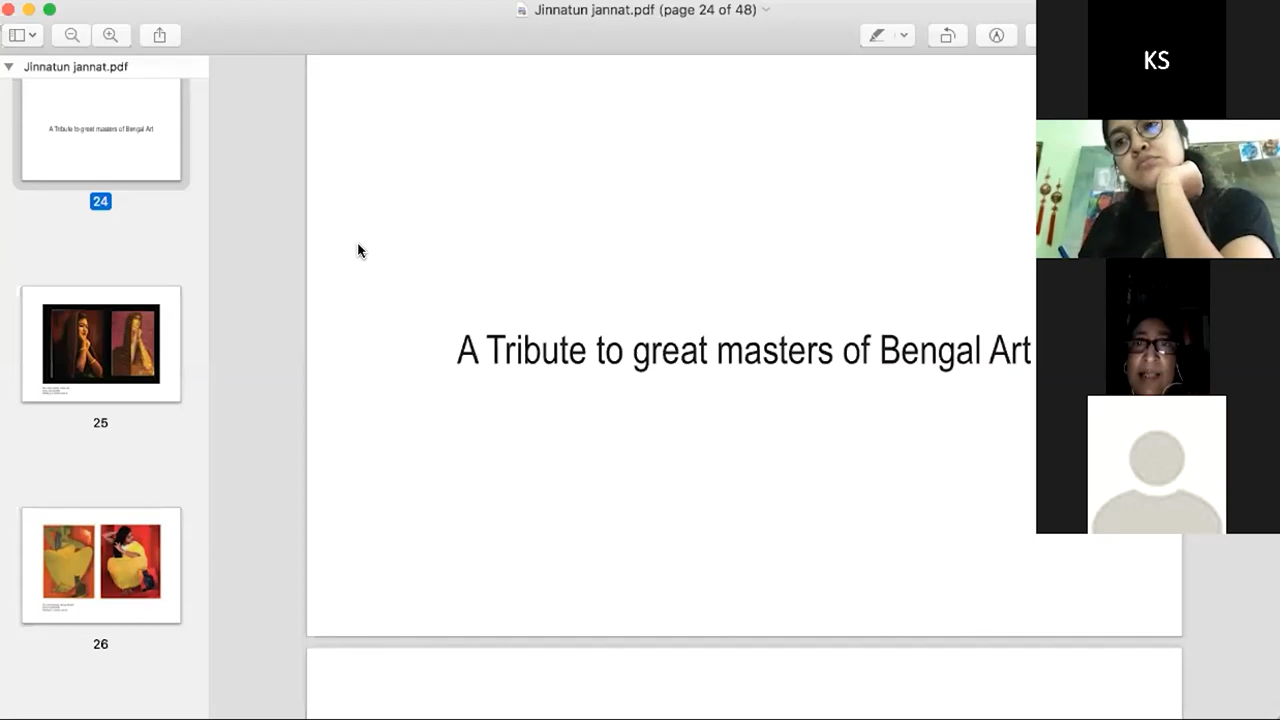 Jinnatun jannat.pdf (page 24 of 48)
Jinnatun jannat.pdf
A Tribute to great masters of Bengal Art
24
25
26
A Tribute to great masters of Bengal Art
KS